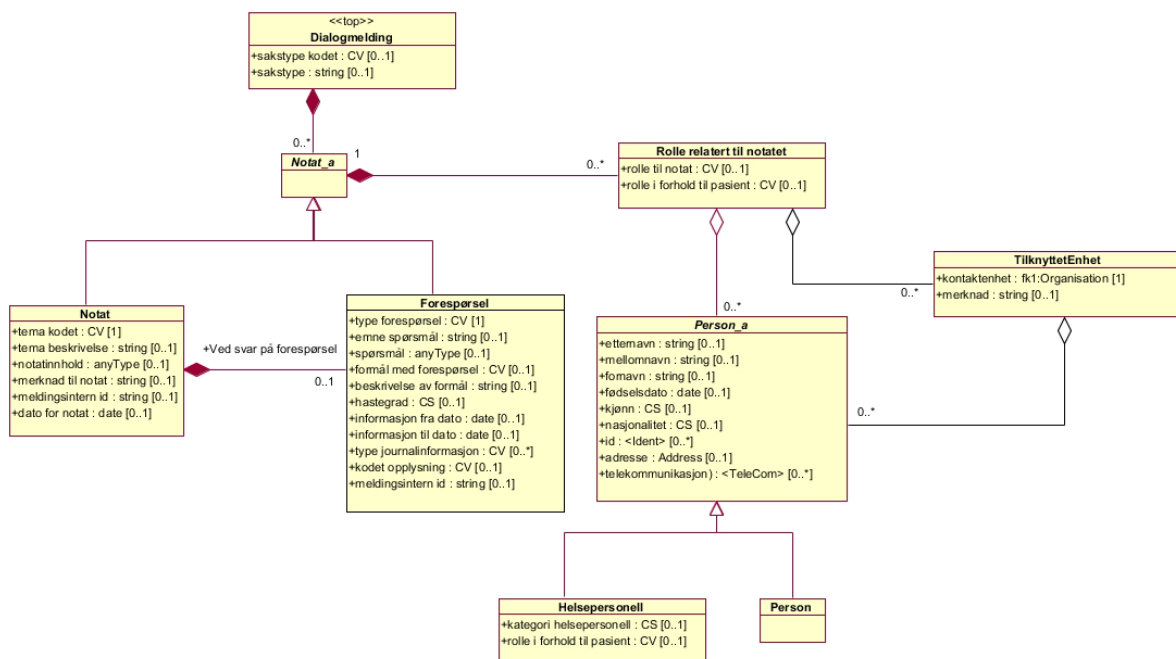 <<top>>
Dialogmelding
+sakstype kodet : CV [0..1]
+sakstype : string [0..1]
0..*
Notat_a
1
0..*
Rolle relatert til notatet
+rolle til notat : CV [0..1]
+rolle i forhold til pasient : CV [0..1]
TilknyttetEnhet
+kontaktenhet : fk1:Organisation [1]
+merknad : string [0..1]
0..*
Notat
+tema kodet : CV [1]
+tema beskrivelse : string [0..1]
+notatinnhold : anyType [0..1]
+merknad til notat : string [0..1]
+meldingsintern id : string [0..1]
+dato for notat : date [0..1]
+Ved svar på forespørsel
0..1
Forespørsel
+type forespørsel : CV [1]
+emne spørsmål : string [0..1]
+spørsmål : anyType [0..1]
+formål med forespørsel : CV [0..1]
+beskrivelse av formål : string [0..1]
+hastegrad : CS [0..1]
+informasjon fra dato : date [0..1]
+informasjon til dato : date [0..1]
+type journalinformasjon : CV [0..*]
+kodet opplysning : CV [0..1]
+meldingsintern id : string [0..1]
0..*
Person_a
+etternavn : string [0..1]
+mellomnavn : string [0..1]
+fornavn : string [0..1]
+fødselsdato : date [0..1]
+kjønn : CS [0..1]
+nasjonalitet : CS [0..1]
+id : <Ident> [0..*]
+adresse : Address [0..1]
+telekommunikasjon) : <TeleCom> [0..*]
0..*
Helsepersonell
+kategori helsepersonell : CS [0..1]
+rolle i forhold til pasient : CV [0..1]
Person